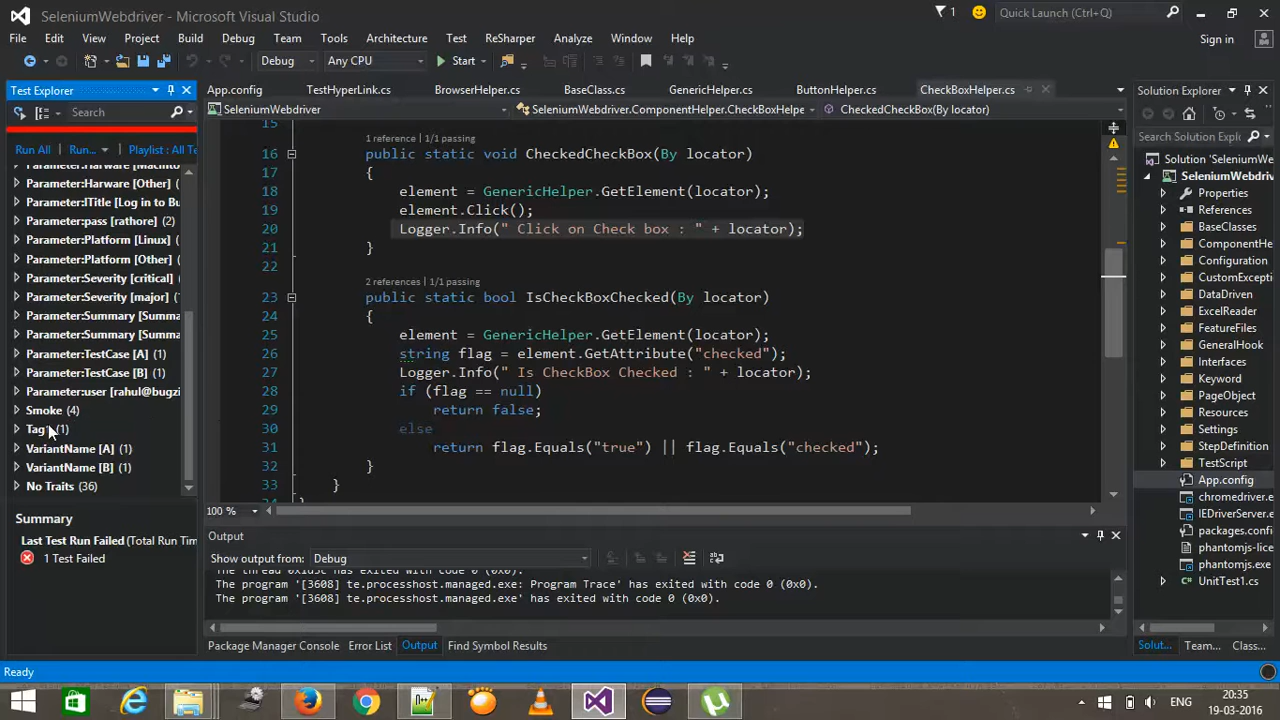 SeleniumWebdriver - Microsoft Visual Studio
1
Quick Launch (Ctrl+Q)
File Edit View Project Build Debug Team Tools Architecture Test ReSharper Analyze Window Help
Sign in
Debug Any CPU Start
Test Explorer
Search
Run All Run... Playlist : All Te
Parameter:Harware [Other]
Parameter:lTitle [Log in to Bu
Parameter:pass [rathore] (2)
Parameter:Platform [Linux]
Parameter:Platform [Other]
Parameter:Severity [critical] (
Parameter:Severity [major] (
Parameter:Summary [Summa
Parameter:Summary [Summa
Parameter:TestCase [A] (1)
Parameter:TestCase [B] (1)
Parameter:user [rahul@bugzi
Smoke (4)
Tag (1)
VariantName [A] (1)
VariantName [B] (1)
No Traits (36)
Summary
Last Test Run Failed (Total Run Tim
1 Test Failed
App.config TestHyperLink.cs BrowserHelper.cs BaseClass.cs GenericHelper.cs ButtonHelper.cs CheckBoxHelper.cs
SeleniumWebdriver SeleniumWebdriver.ComponentHelper.CheckBoxHelpe CheckedCheckBox(By locator)
15
1 reference | 1/1 passing
16 public static void CheckedCheckBox(By locator)
17 {
18 element = GenericHelper.GetElement(locator);
19 element.Click();
20 Logger.Info(" Click on Check box : " + locator);
21 }
22
2 references | 1/1 passing
23 public static bool IsCheckBoxChecked(By locator)
24 {
25 element = GenericHelper.GetElement(locator);
26 string flag = element.GetAttribute("checked");
27 Logger.Info(" Is CheckBox Checked : " + locator);
28 if (flag == null)
29 return false;
30 else
31 return flag.Equals("true") || flag.Equals("checked");
32 }
33 }
100 %
Output
Show output from: Debug
The program '[3608] te.processhost.managed.exe: Program Trace' has exited with code 0 (0x0).
The program '[3608] te.processhost.managed.exe' has exited with code 0 (0x0).
Package Manager Console Error List Output Find Symbol Results
Solution Explorer
Search Solution Explor
Solution 'SeleniumWe
SeleniumWebdriv
Properties
References
BaseClasses
ComponentHe
Configuration
CustomExcepti
DataDriven
ExcelReader
FeatureFiles
GeneralHook
Interfaces
Keyword
PageObject
Resources
Settings
StepDefinition
TestScript
App.config
chromedriver.e
IEDriverServer.e
packages.confi
phantomjs-lice
phantomjs.exe
UnitTest1.cs
Solut... Team... Class...
Ready
ENG
20:35
19-03-2016